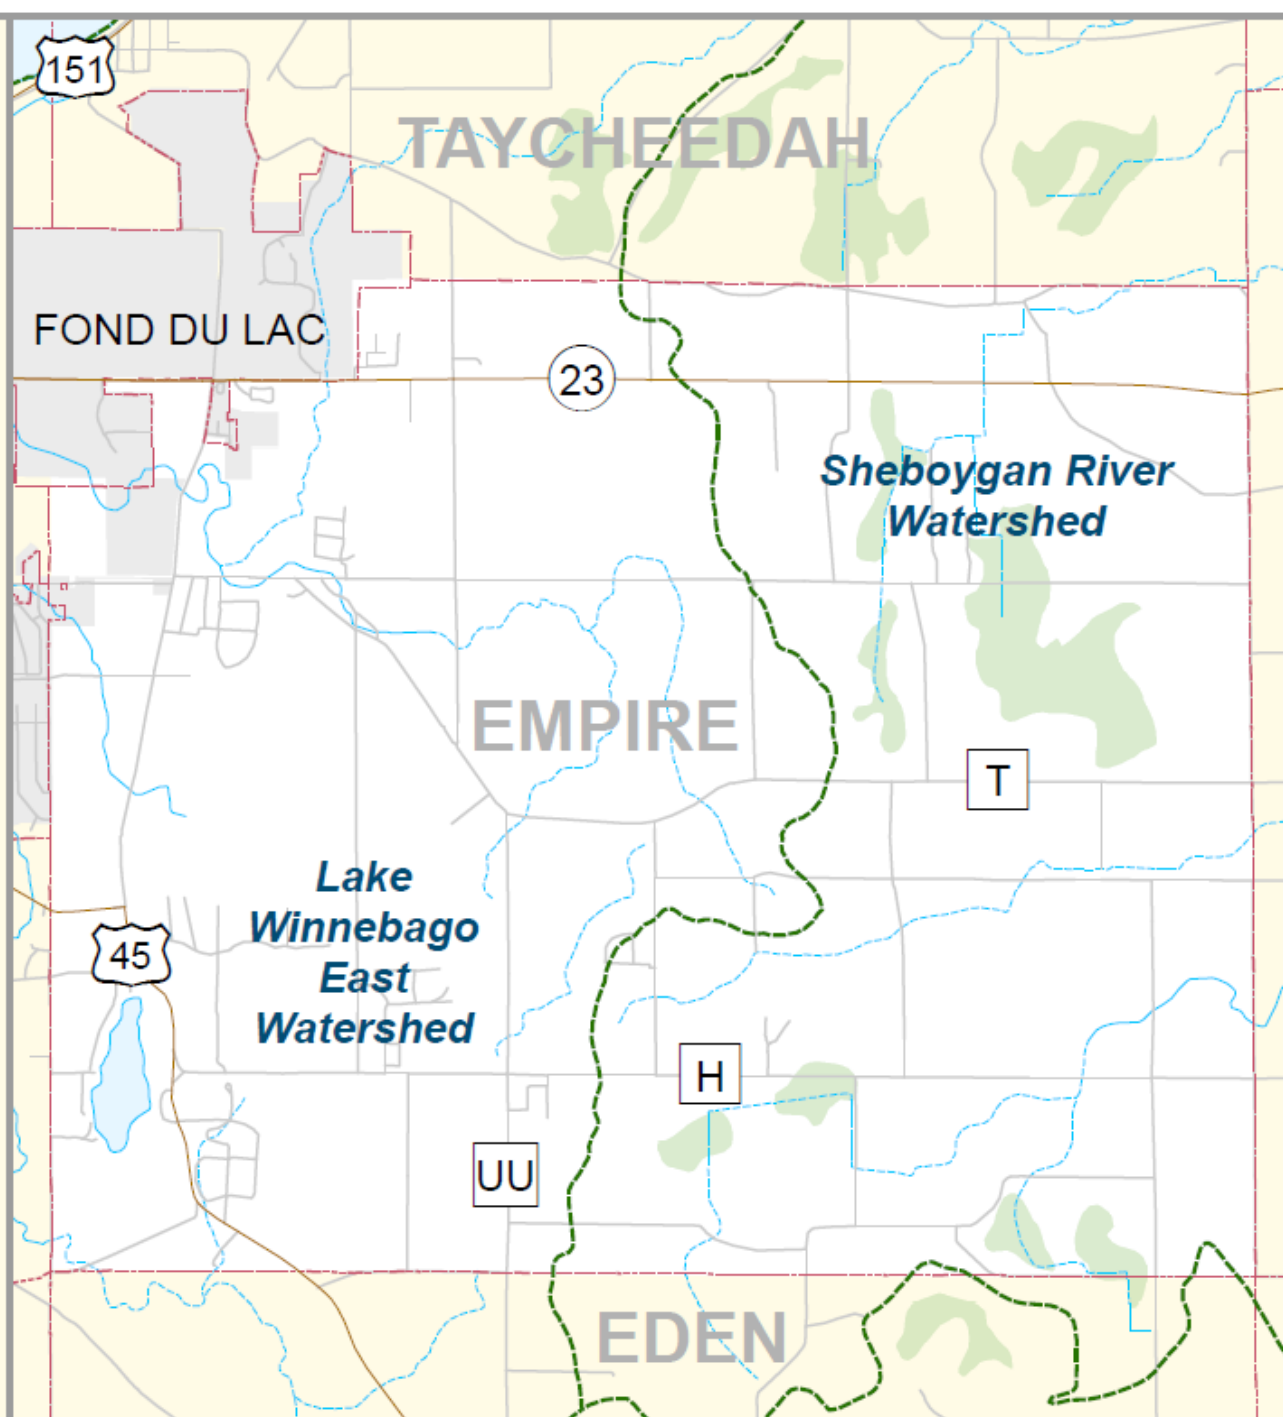 151
TAYCHEEDAH
FOND DU LAC
23
Sheboygan River
Watershed
EMPIRE
T
Lake
Winnebago
East
Watershed
45
H
UU
EDEN